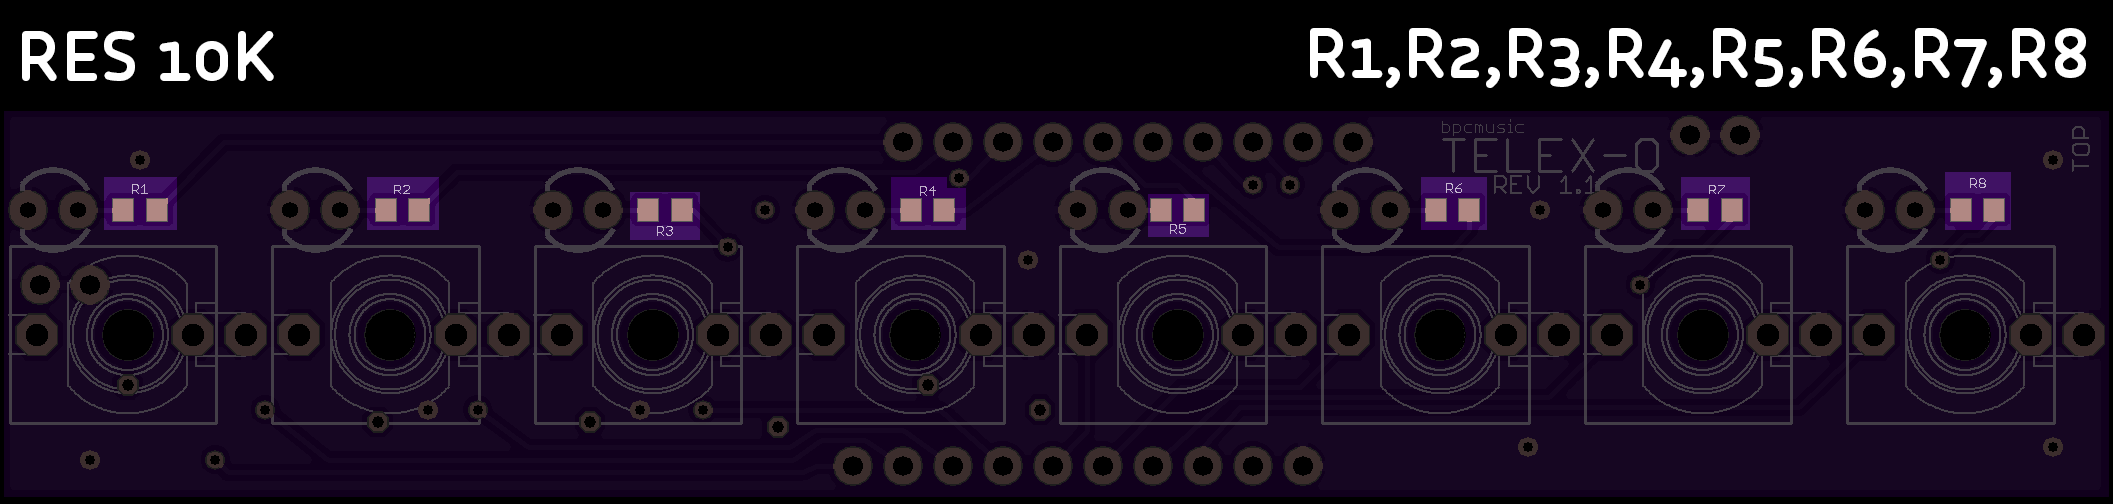 RES 10K
R1,R2,R3,R4,R5,R6,R7,R8
bpcmusic
TELEX-O
REV 1.1
TOP
R1
R2
R3
R4
R5
R6
R7
R8